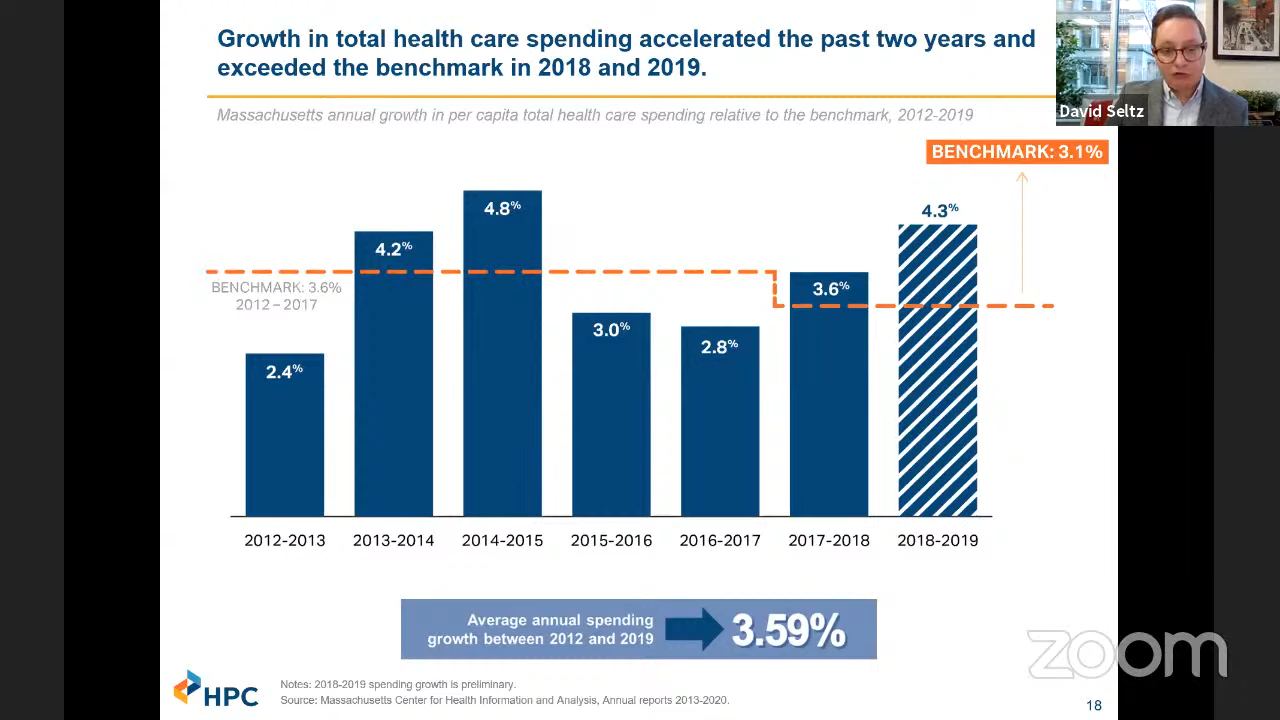 Growth in total health care spending accelerated the past two years and
exceeded the benchmark in 2018 and 2019.
David Seltz
Massachusetts annual growth in per capita total health care spending relative to the benchmark, 2012-2019
BENCHMARK: 3.1%
4.8%
4.3%
4.2%
BENCHMARK: 3.6%
2012 – 2017
3.6%
3.0%
2.8%
2.4%
2012-2013 2013-2014 2014-2015 2015-2016 2016-2017 2017-2018 2018-2019
Average annual spending
growth between 2012 and 2019
3.59%
zoom
HPC
Notes: 2018-2019 spending growth is preliminary.
Source: Massachusetts Center for Health Information and Analysis, Annual reports 2013-2020.
18